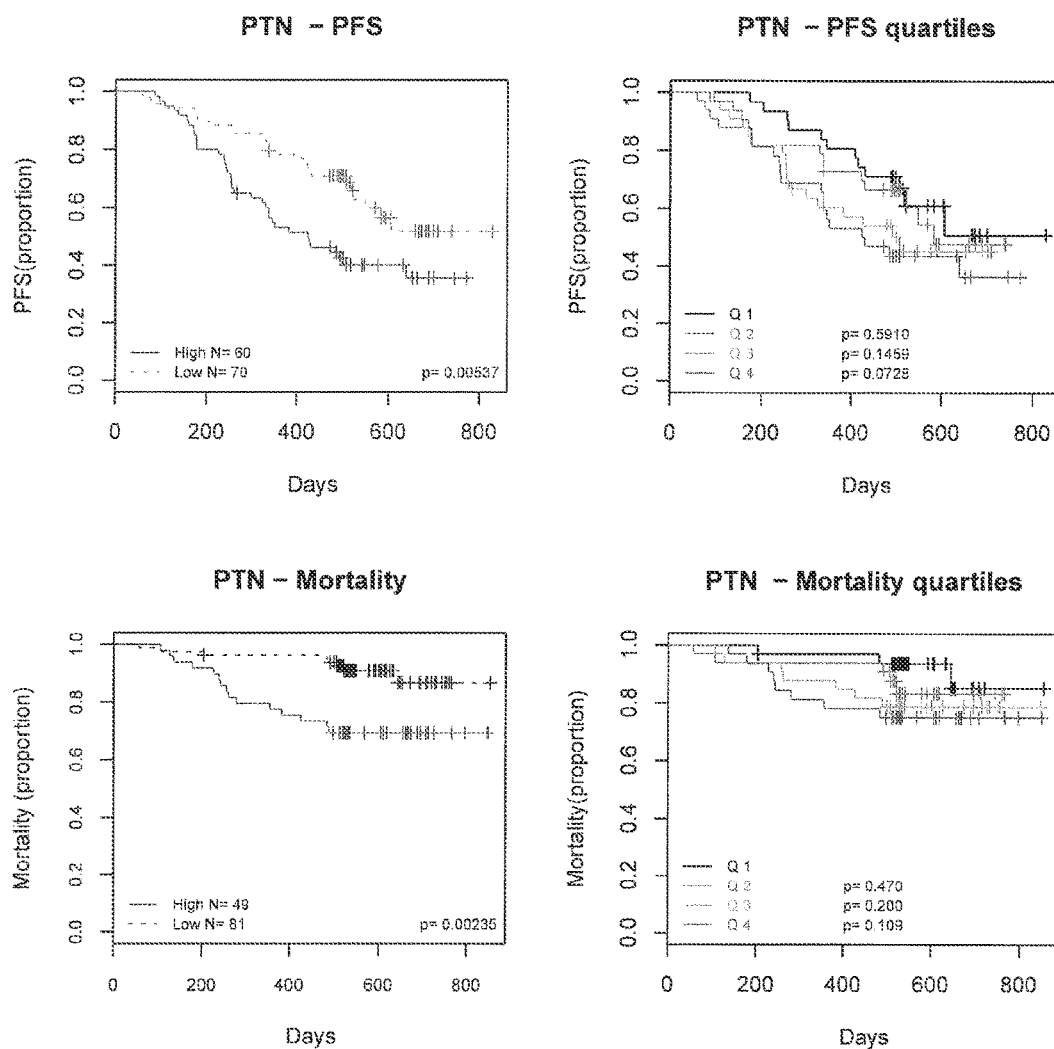 PTN – PFS
PFS(proportion)
1.0
0.8
0.6
0.4
0.2
0.0
High N= 60
Low N= 70
p= 0.00537
0 200 400 600 800
Days
PTN – PFS quartiles
PFS(proportion)
1.0
0.8
0.6
0.4
0.2
0.0
Q 1
Q 2 p= 0.5910
Q 3 p= 0.1459
Q 4 p= 0.0728
0 200 400 600 800
Days
PTN – Mortality
Mortality (proportion)
1.0
0.8
0.6
0.4
0.2
0.0
High N= 49
Low N= 81
p= 0.00235
0 200 400 600 800
Days
PTN – Mortality quartiles
Mortality(proportion)
1.0
0.8
0.6
0.4
0.2
0.0
Q 1
Q 2 p= 0.470
Q 3 p= 0.200
Q 4 p= 0.109
200 400 600 800
Days